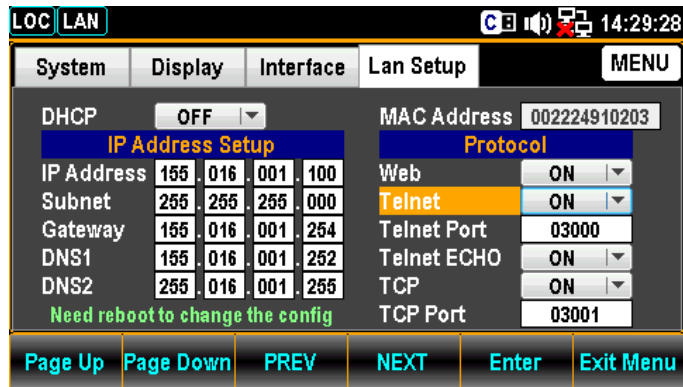 LOC LAN C 14:29:28
System Display Interface Lan Setup MENU
DHCP OFF MAC Address 002224910203
IP Address Setup Protocol
IP Address 155 . 016 . 001 . 100 Web ON
Subnet 255 . 255 . 255 . 000 Telnet ON
Gateway 155 . 016 . 001 . 254 Telnet Port 03000
DNS1 155 . 016 . 001 . 252 Telnet ECHO ON
DNS2 255 . 016 . 001 . 255 TCP ON
Need reboot to change the config TCP Port 03001
Page Up Page Down PREV NEXT Enter Exit Menu